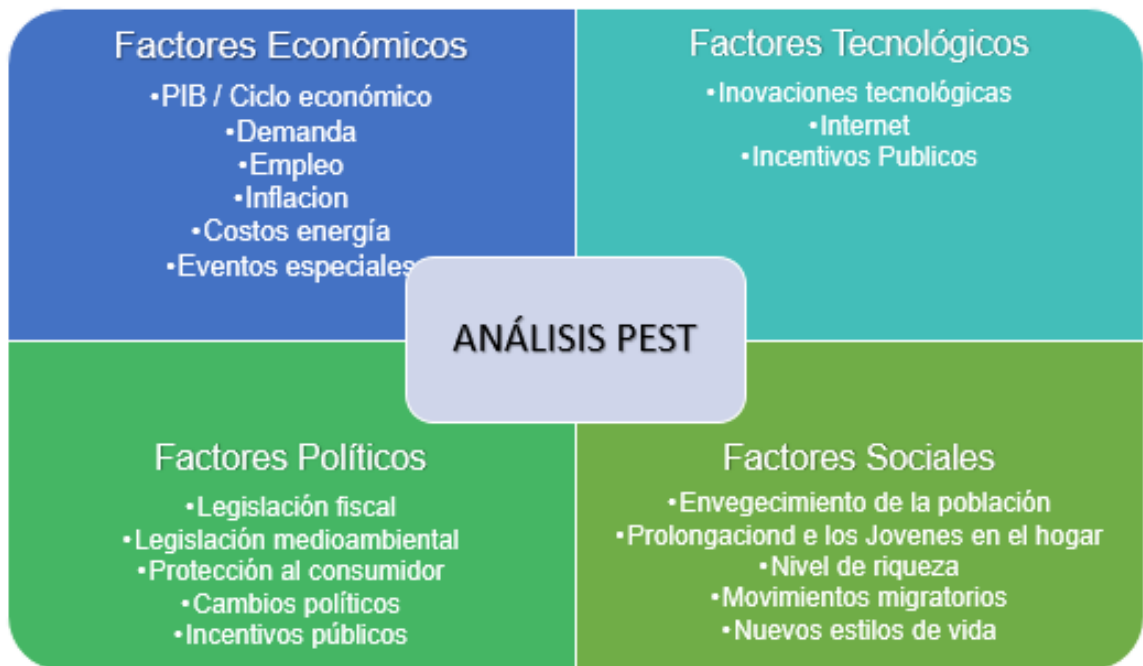 Factores Económicos
•PIB / Ciclo económico
•Demanda
•Empleo
•Inflacion
•Costos energía
•Eventos especiales
Factores Tecnológicos
•Inovaciones tecnológicas
•Internet
•Incentivos Publicos
ANÁLISIS PEST
Factores Políticos
•Legislación fiscal
•Legislación medioambiental
•Protección al consumidor
•Cambios políticos
•Incentivos públicos
Factores Sociales
•Envegecimiento de la población
•Prolongaciond e los Jovenes en el hogar
•Nivel de riqueza
•Movimientos migratorios
•Nuevos estilos de vida